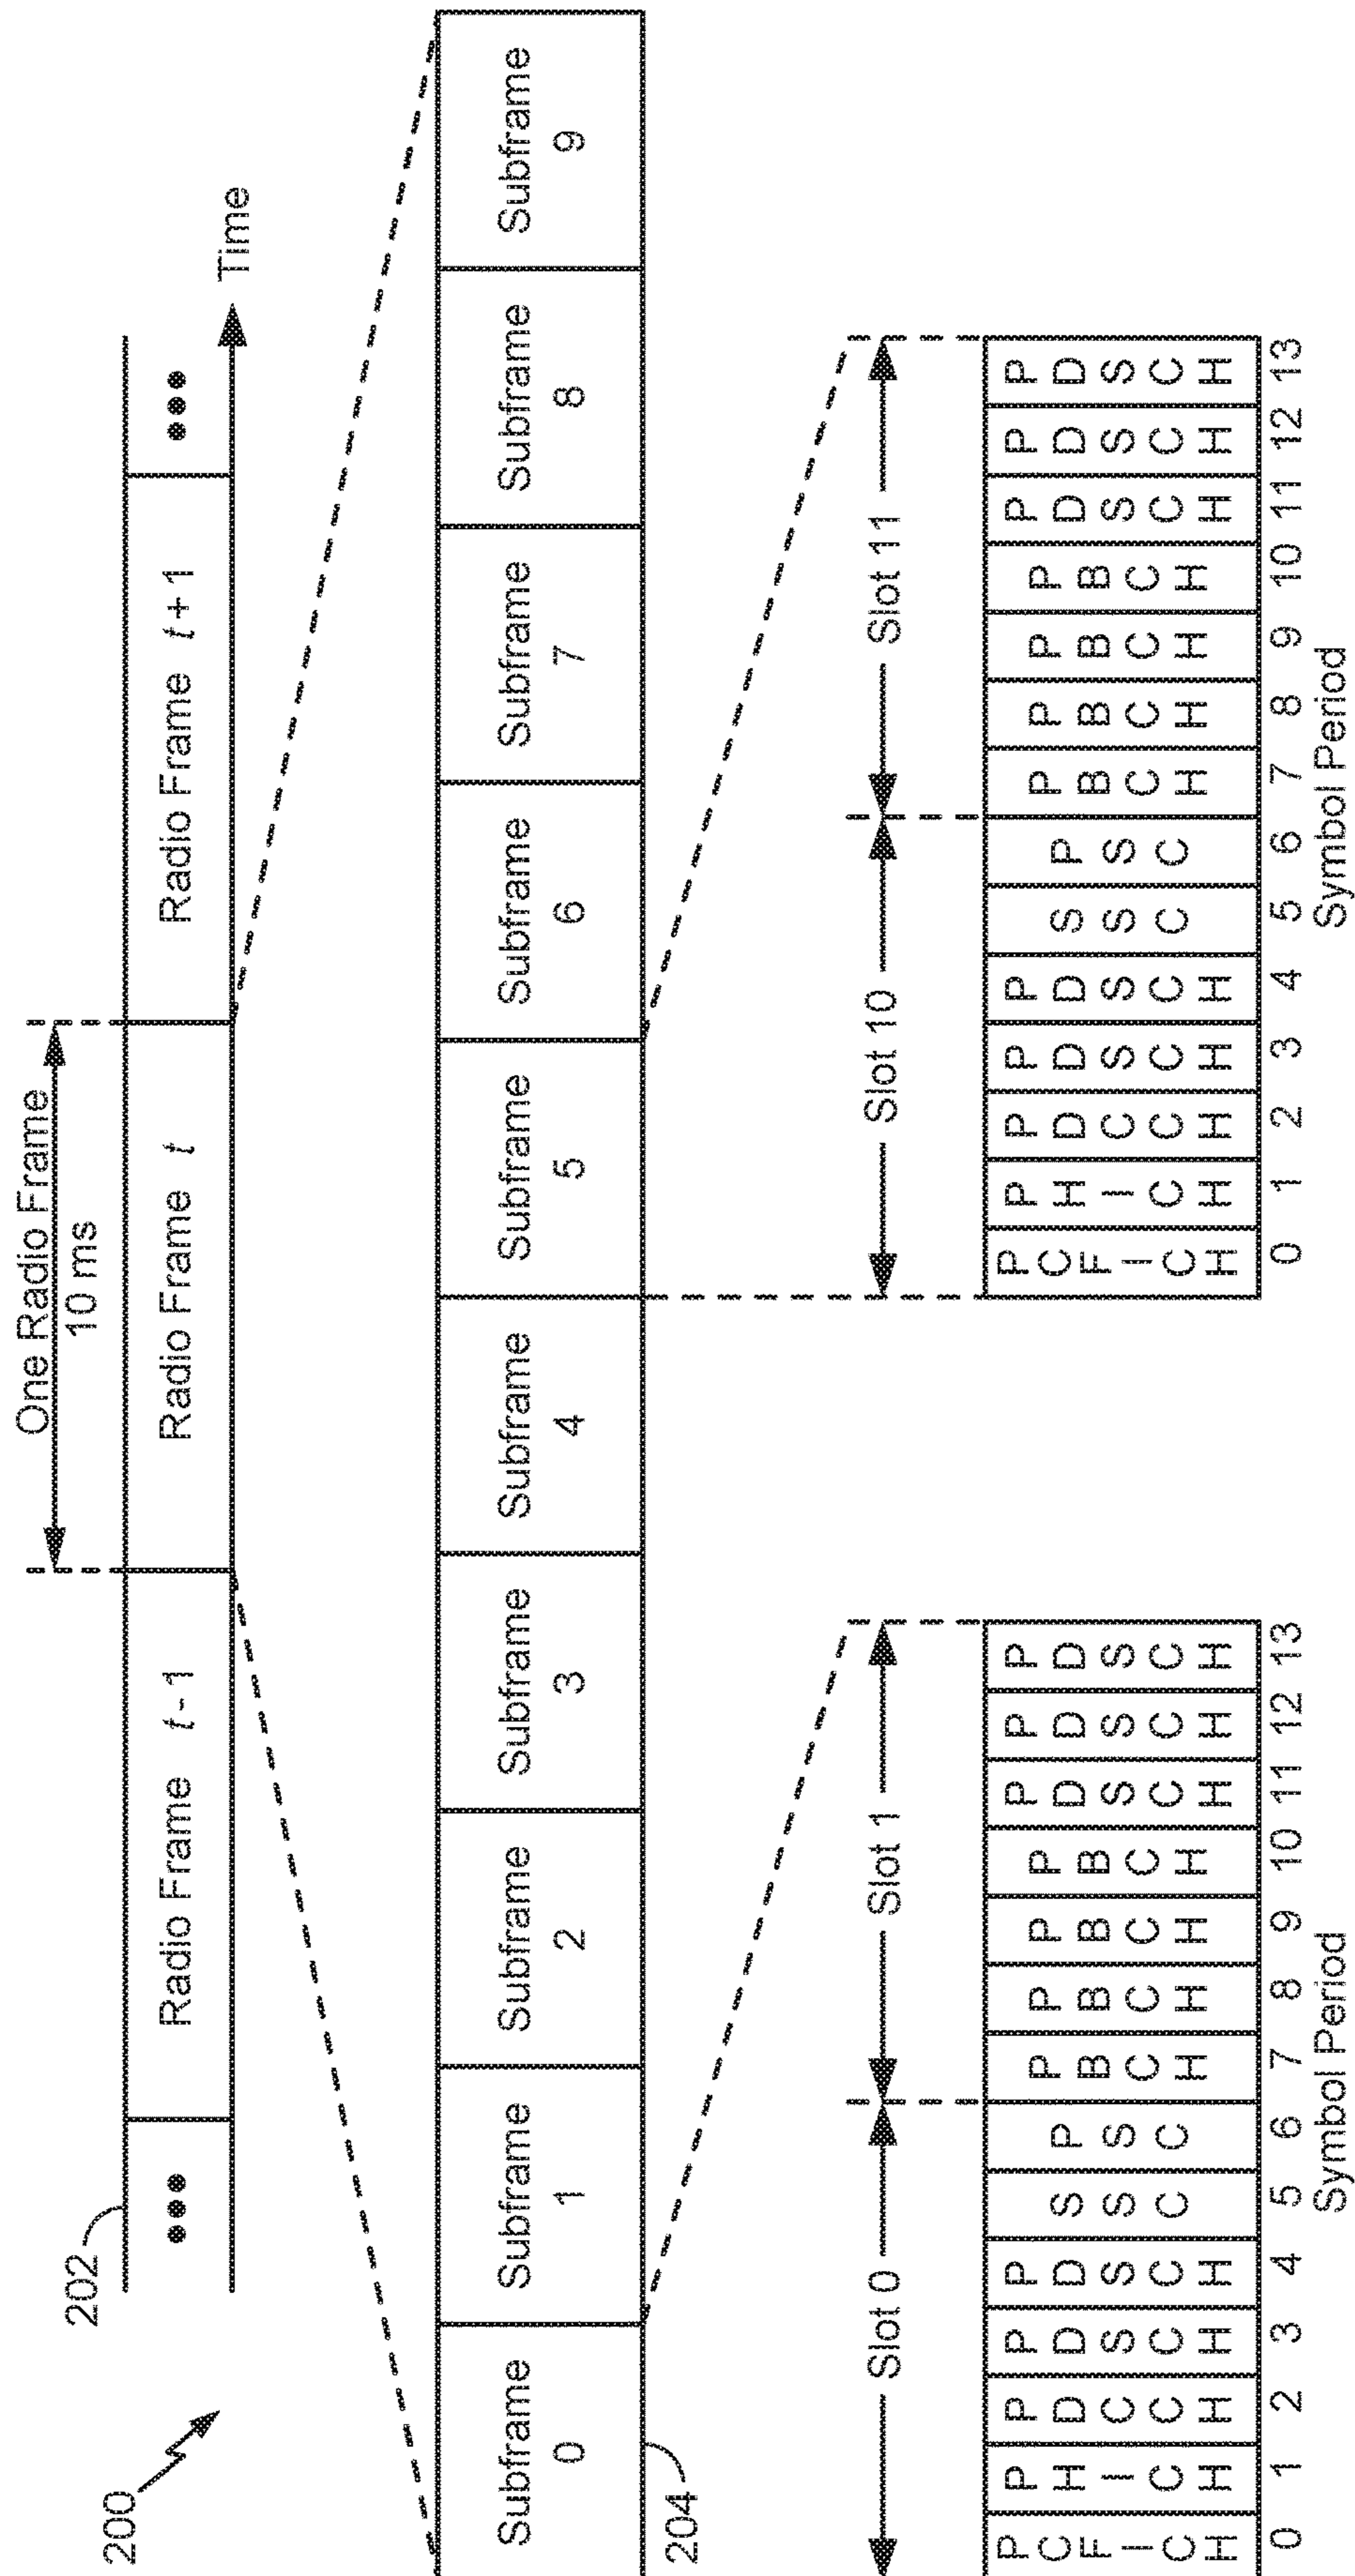 200
202
One Radio Frame
10 ms
●●●
Radio Frame t-1
Radio Frame t
Radio Frame t+1
●●●
Time
Subframe 0
Subframe 1
Subframe 2
Subframe 3
Subframe 4
Subframe 5
Subframe 6
Subframe 7
Subframe 8
Subframe 9
204
Slot 0
Slot 1
PCFICH
PHICH
PDCCH
PDSCH
PDSCH
SSC
PSC
PBCH
PBCH
PBCH
PBCH
PDSCH
PDSCH
PDSCH
0 1 2 3 4 5 6 7 8 9 10 11 12 13
Symbol Period
Slot 10
Slot 11
PCFICH
PHICH
PDCCH
PDSCH
PDSCH
SSC
PSC
PBCH
PBCH
PBCH
PBCH
PDSCH
PDSCH
PDSCH
0 1 2 3 4 5 6 7 8 9 10 11 12 13
Symbol Period